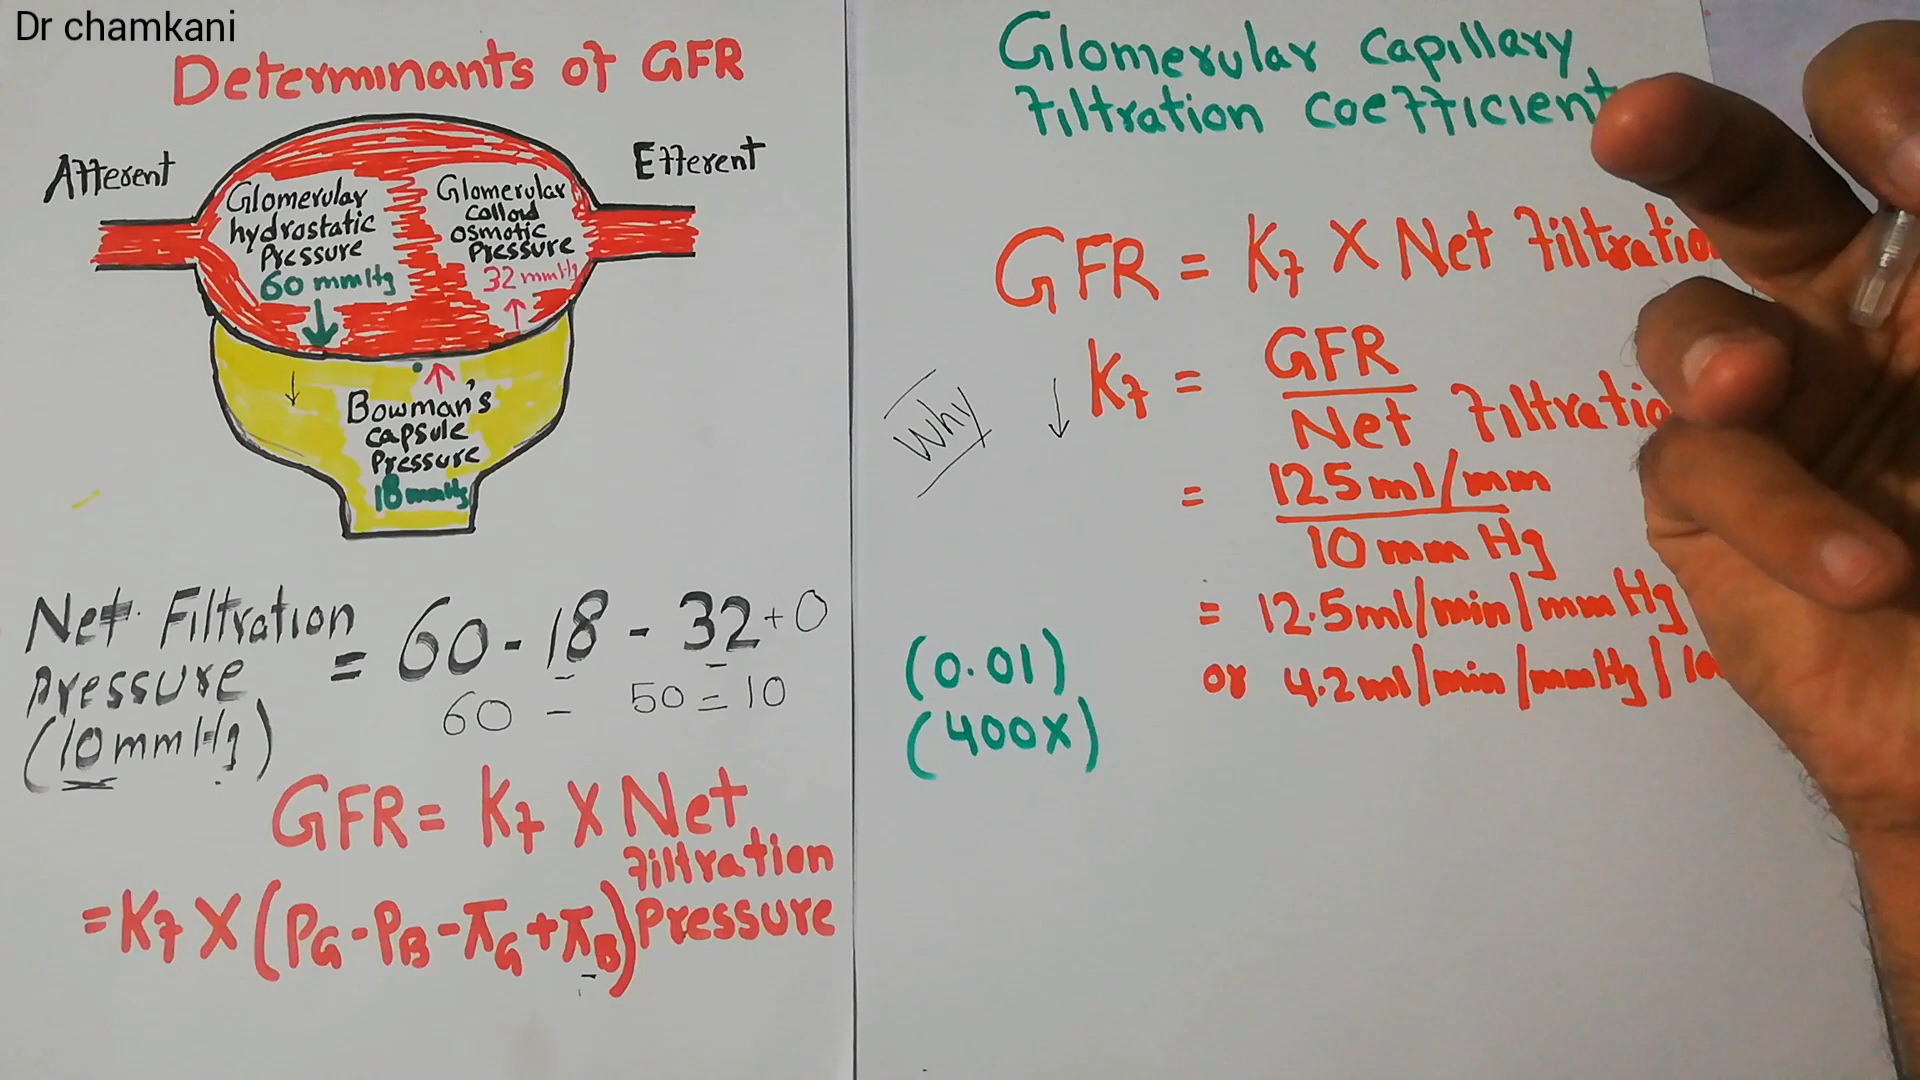 Dr chamkani
Determinants of GFR
Afferent
Efferent
Glomerular
hydrostatic
Pressure
60 mmHg
Glomerular
colloid
osmotic
Pressure
32 mmHg
Bowman's
capsule
Pressure
18 mmHg
Net Filtration
Pressure
(10 mmHg)
= 60 - 18 - 32 + 0
60 - 50 = 10
GFR = Kf X Net
Filtration
Pressure
= Kf X (PG - PB - πG + πB)
Glomerular capillary
Filtration coefficient
GFR = Kf X Net Filtratio
Why
↓ Kf = GFR
Net Filtratio
= 125 ml/mm
10 mm Hg
= 12.5 ml/min/mm Hg
or 4.2 ml/min/mmHg/
(0.01)
(400X)